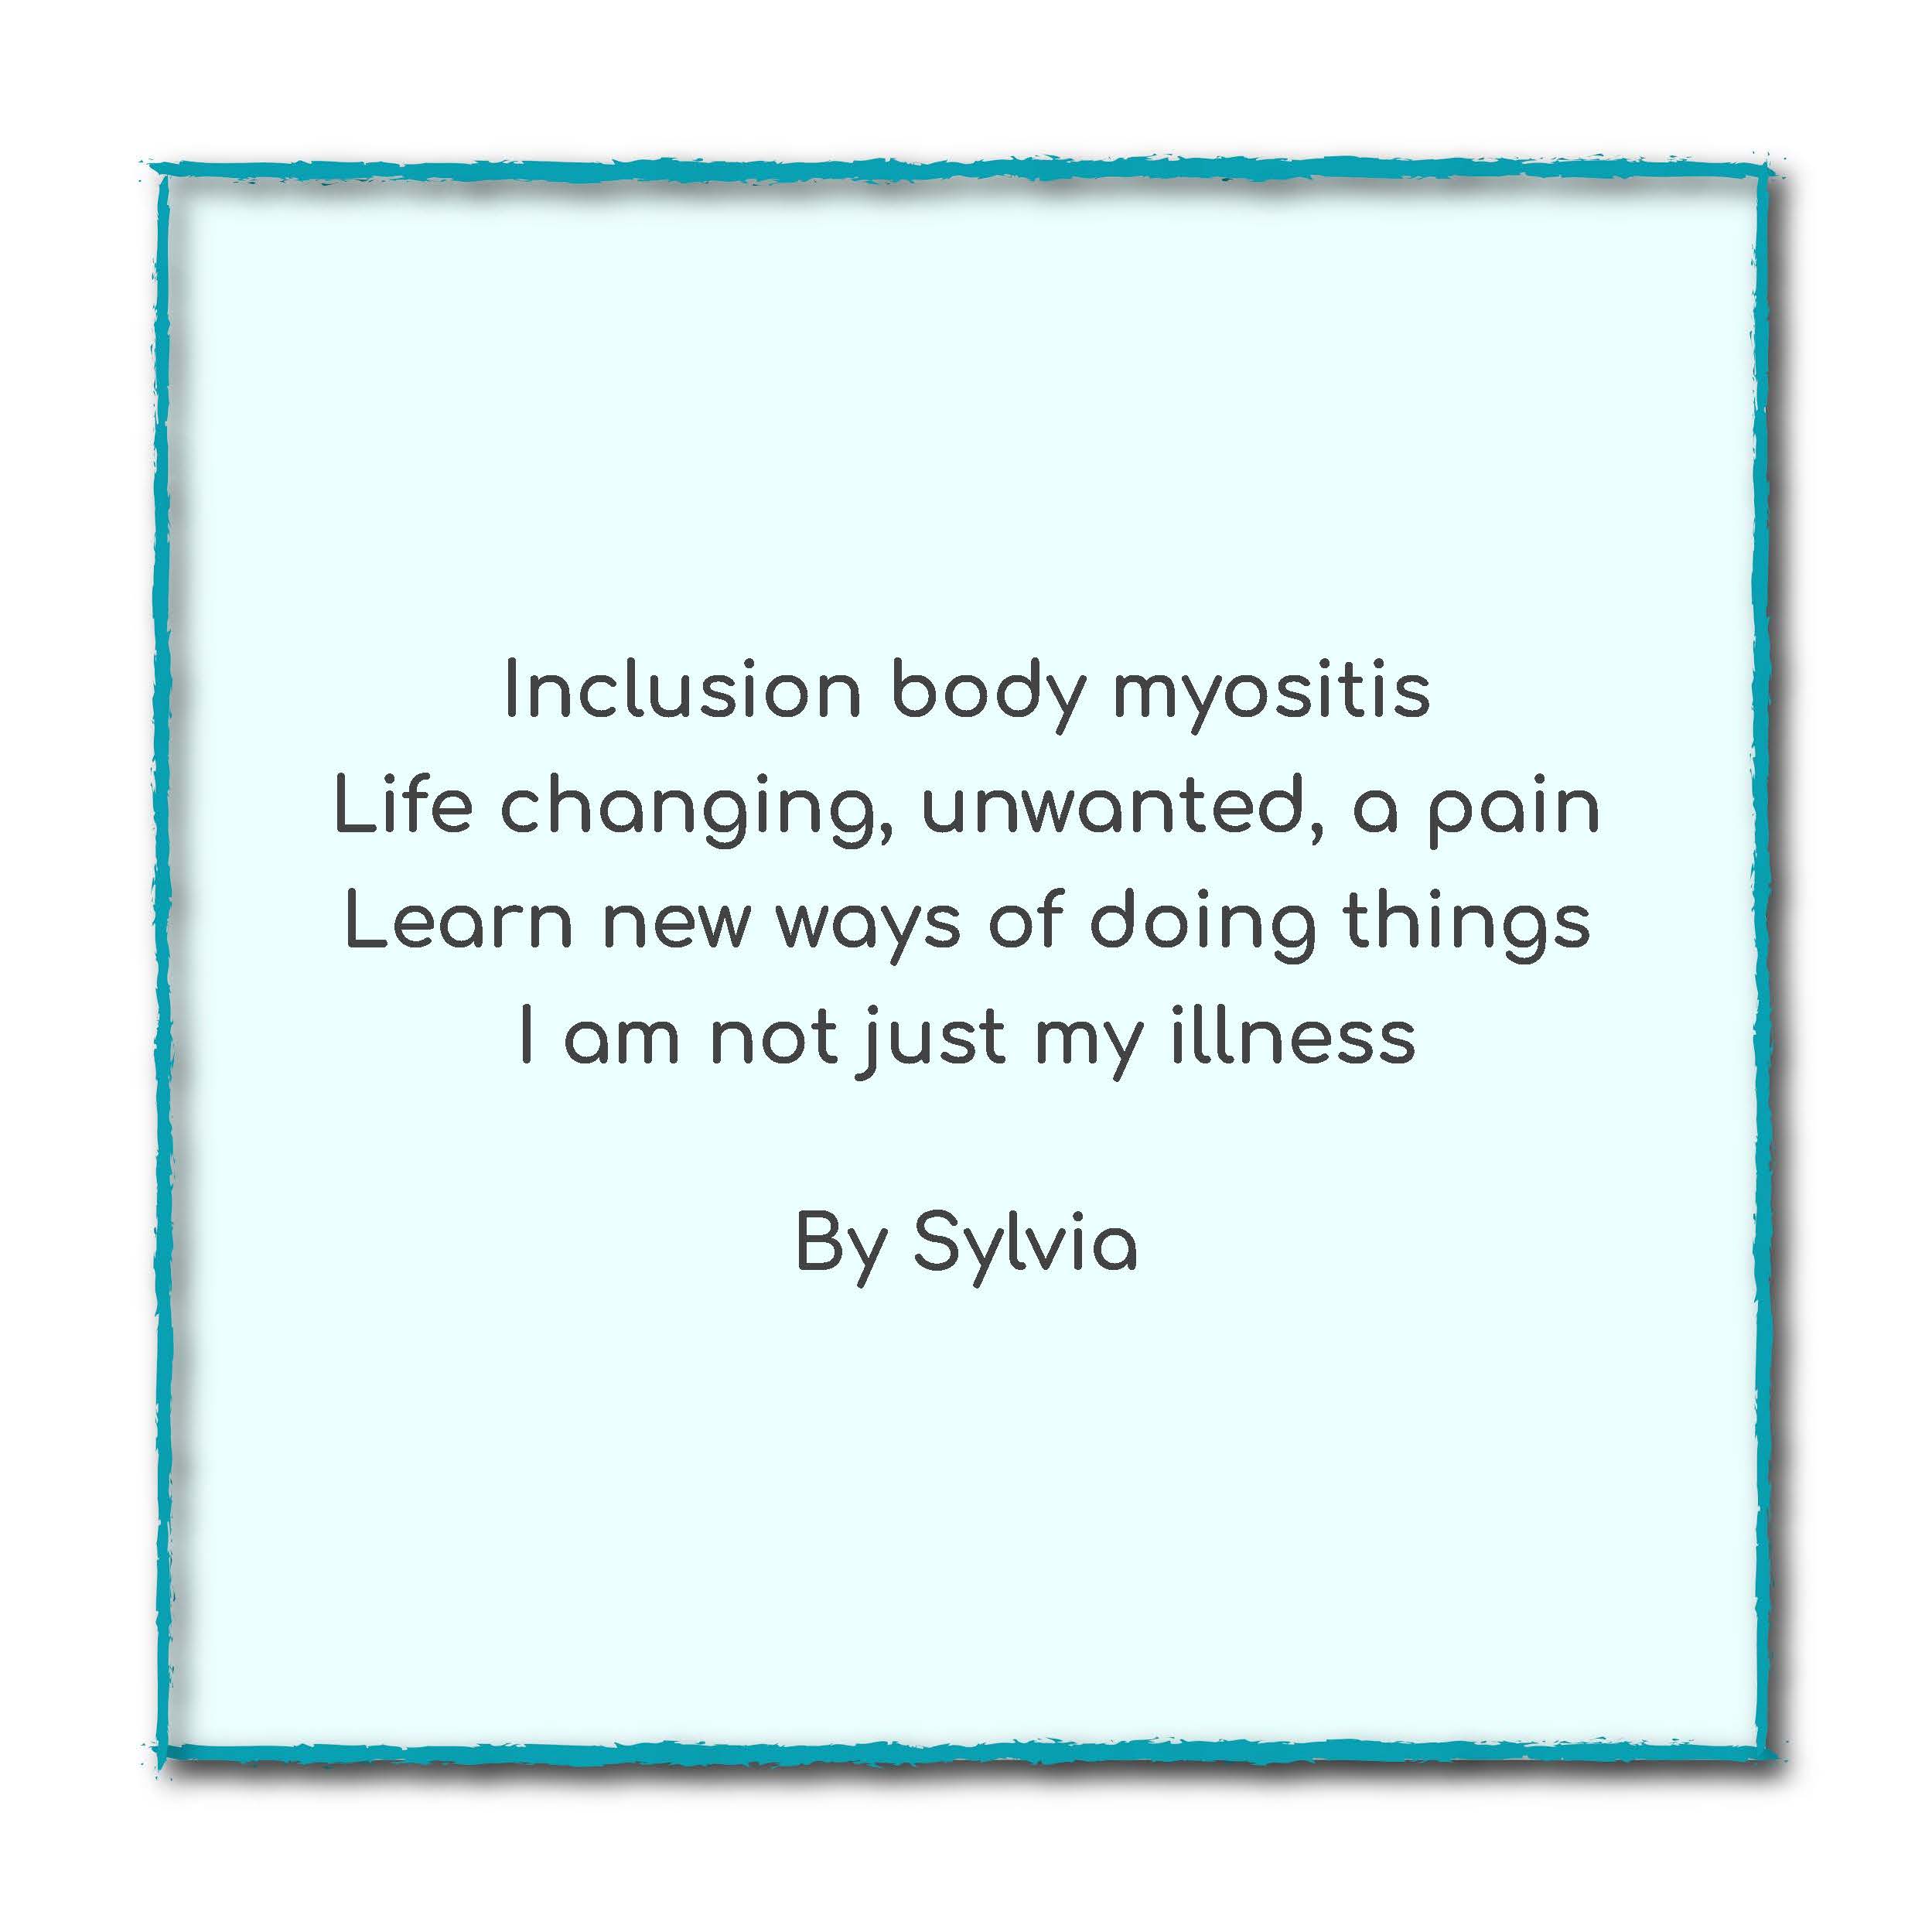 Inclusion body myositis
Life changing, unwanted, a pain
Learn new ways of doing things
I am not just my illness
By Sylvia